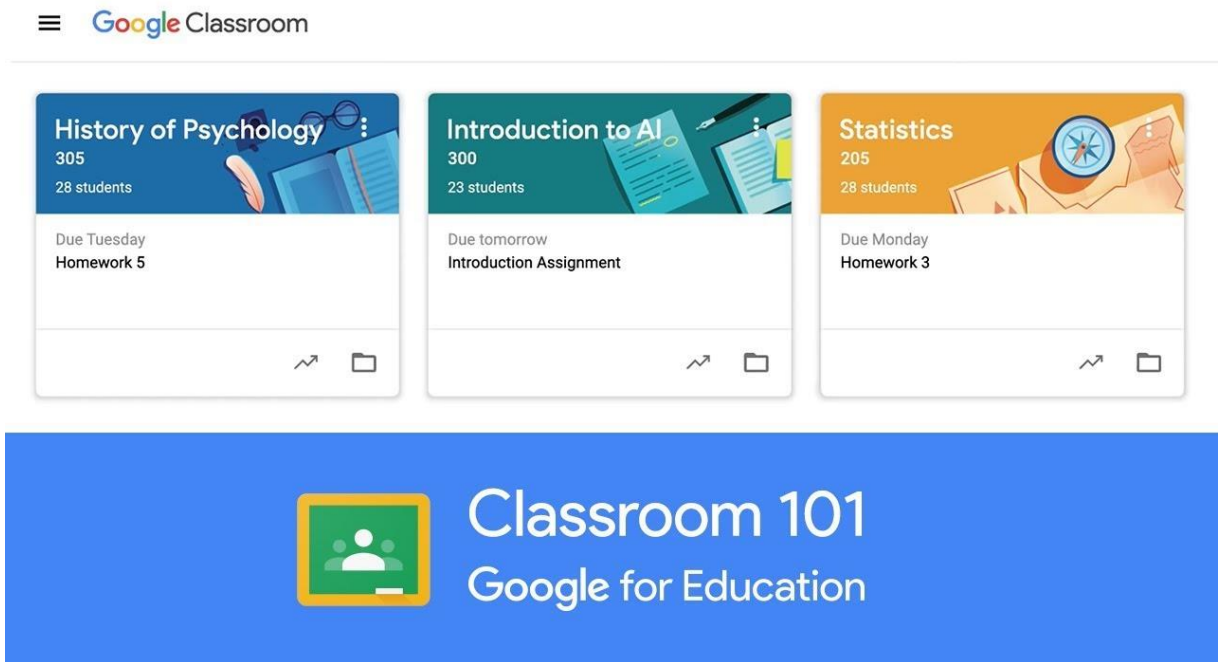 Google Classroom
History of Psychology
305
28 students
Due Tuesday
Homework 5
Introduction to AI
300
23 students
Due tomorrow
Introduction Assignment
Statistics
205
28 students
Due Monday
Homework 3
Classroom 101
Google for Education